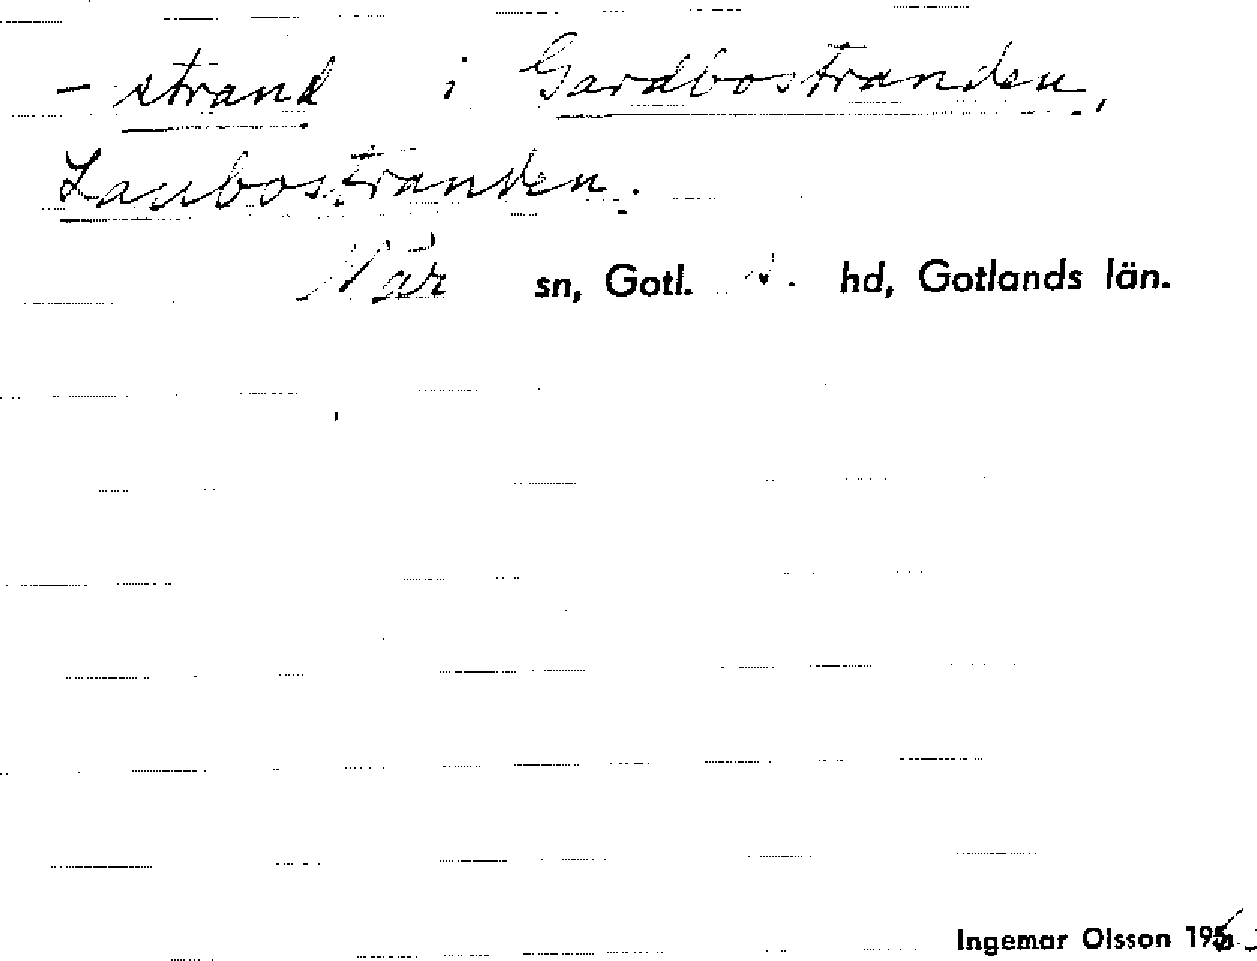 - strand i Gardbostranden,
Laubostranden.
När sn, Gotl. hd, Gotlands län.
Ingemar Olsson